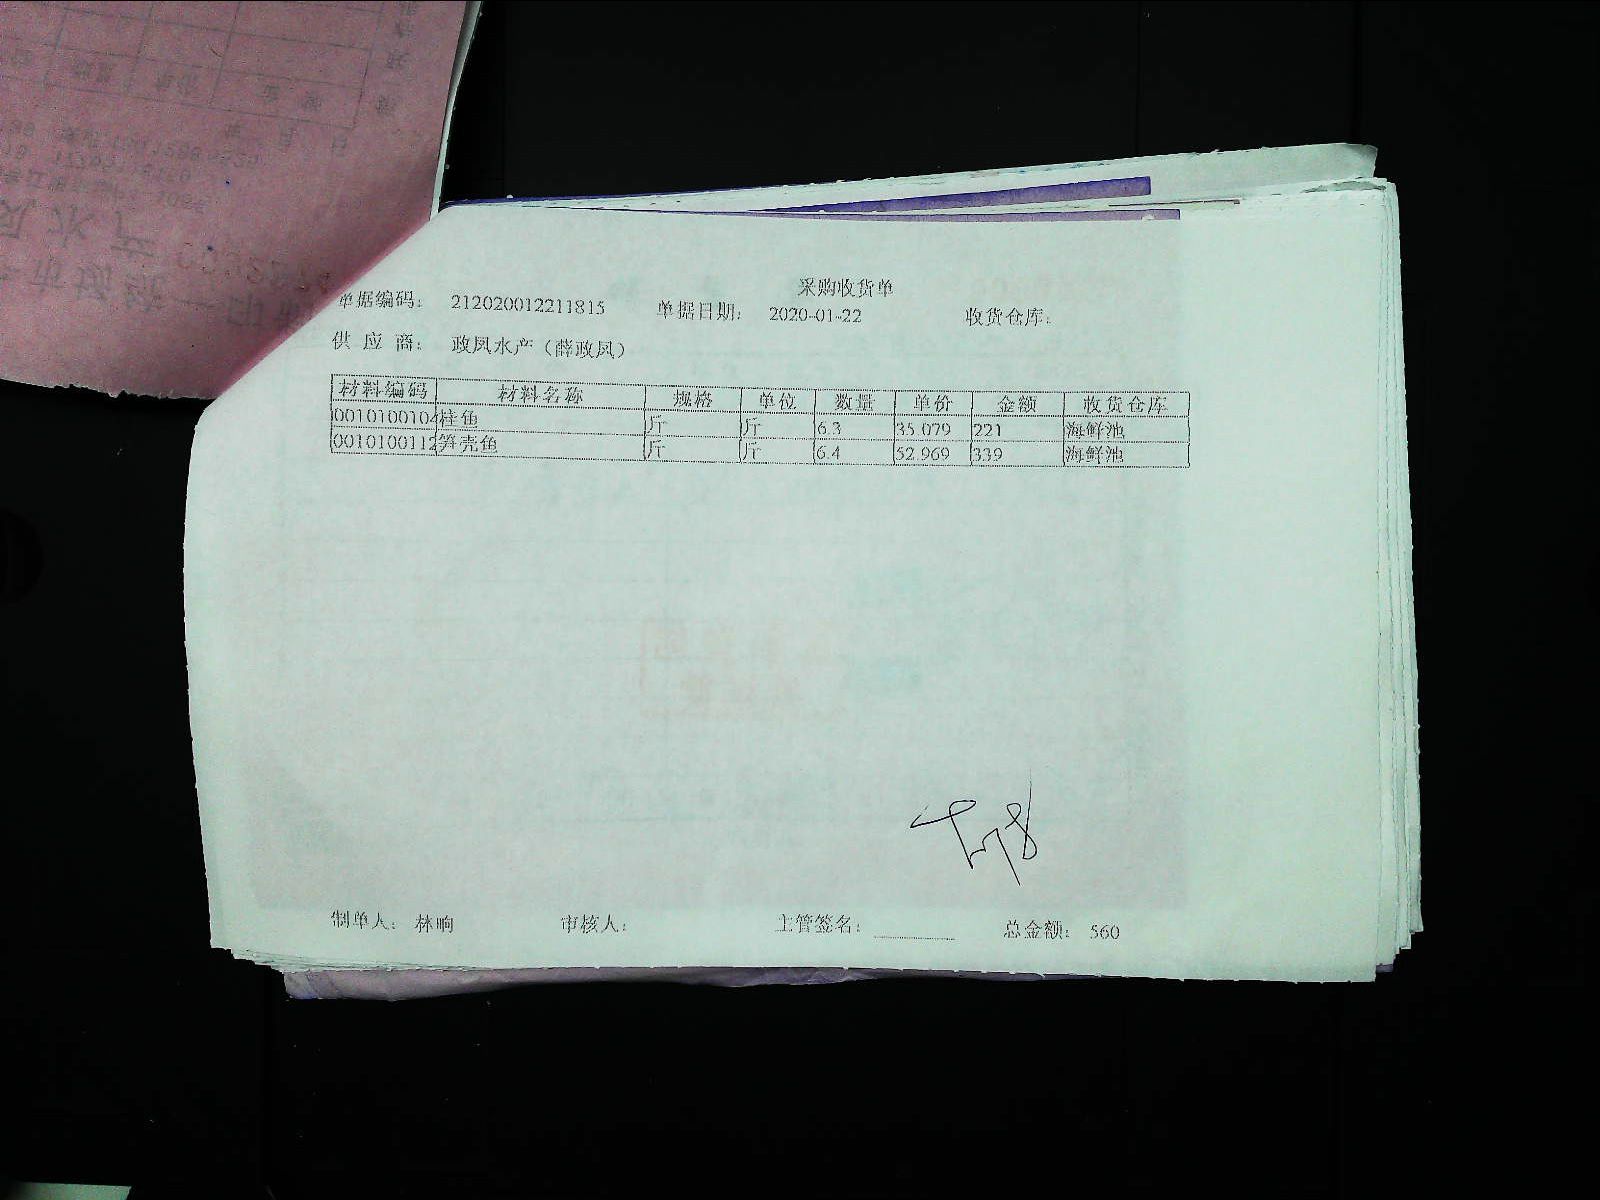 采购收货单
单据编码: 212020012211815 单据日期: 2020-01-22 收货仓库:
供应商: 政凤水产(薛政凤)
材料编码 材料名称 规格 单位 数量 单价 金额 收货仓库
0010100104 桂鱼 斤 斤 6.3 35.079 221 海鲜池
0010100112 笋壳鱼 斤 斤 6.4 52.969 339 海鲜池
制单人: 林响 审核人: 主管签名: 总金额: 560